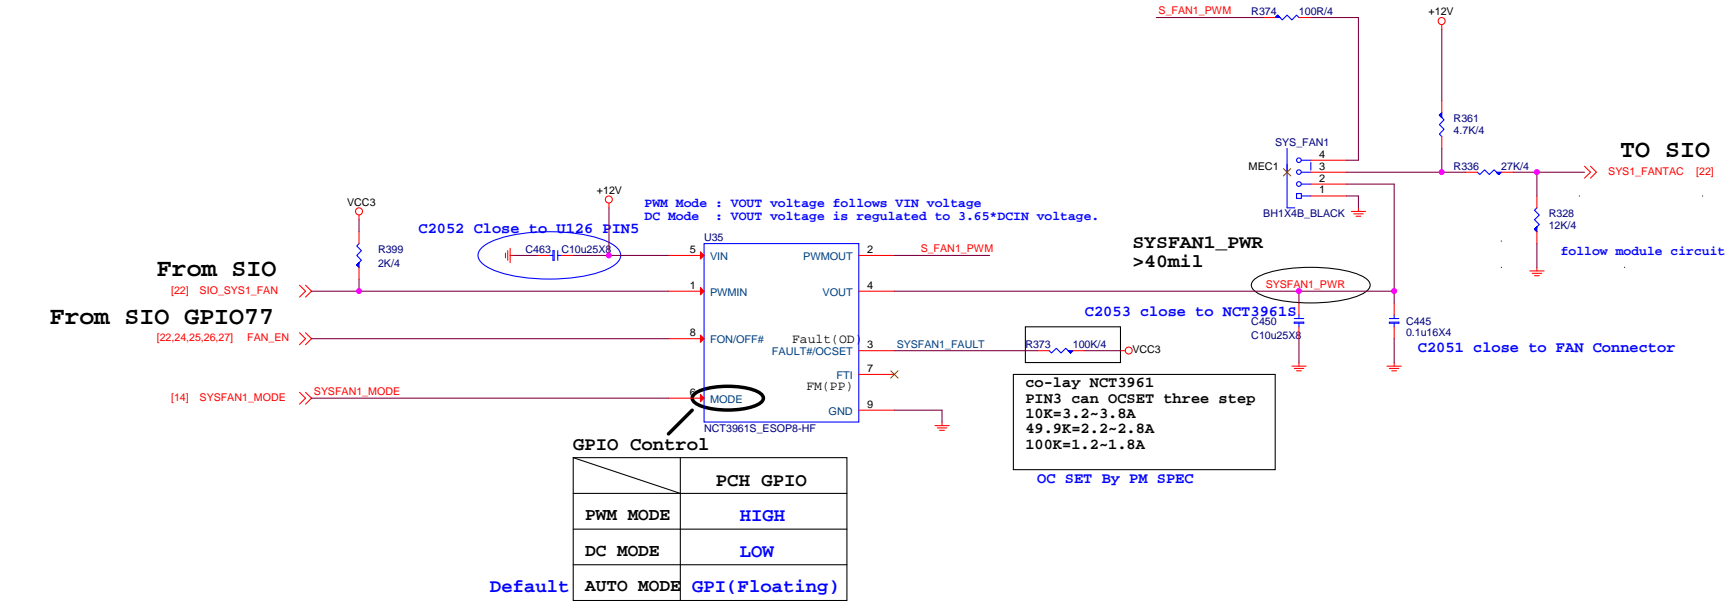 S_FAN1_PWM
R374
100R/4
+12V
R361
4.7K/4
SYS_FAN1
4
MEC1
3
2
1
BH1X4B_BLACK
R336
27K/4
TO SIO
SYS1_FANTAC [22]
R328
12K/4
follow module circuit
VCC3
+12V
PWM Mode : VOUT voltage follows VIN voltage
DC Mode : VOUT voltage is regulated to 3.65*DCIN voltage.
C2052 Close to U126 PIN5
R399
2K/4
C463
C10u25X8
U35
5
VIN
PWMOUT
2
S_FAN1_PWM
SYSFAN1_PWR
>40mil
From SIO
[22] SIO_SYS1_FAN
1
PWMIN
VOUT
4
SYSFAN1_PWR
From SIO GPIO77
[22,24,25,26,27] FAN_EN
8
FON/OFF#
Fault(OD)
FAULT#/OCSET
3
SYSFAN1_FAULT
R373
100K/4
VCC3
C2053 close to NCT3961S
C450
C10u25X8
C445
0.1u16X4
C2051 close to FAN Connector
FTI
7
FM(PP)
[14] SYSFAN1_MODE
SYSFAN1_MODE
6
MODE
GND
9
NCT3961S_ESOP8-HF
co-lay NCT3961
PIN3 can OCSET three step
10K=3.2~3.8A
49.9K=2.2~2.8A
100K=1.2~1.8A
OC SET By PM SPEC
GPIO Control
PCH GPIO
PWM MODE HIGH
DC MODE LOW
Default AUTO MODE GPI(Floating)